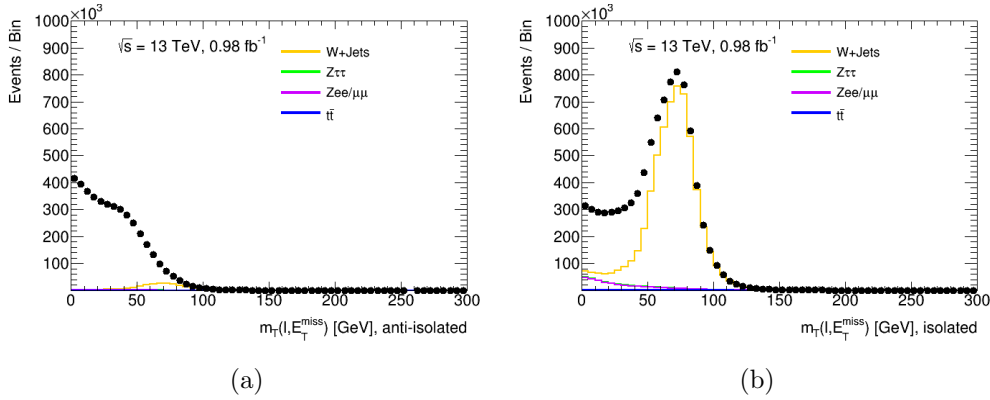 ×10³
1000
900
800
700
600
500
400
300
200
100
Events / Bin
√s = 13 TeV, 0.98 fb⁻¹
W+Jets
Zττ
Zee/μμ
tt̄
0 50 100 150 200 250 300
m_T(l,E_T^miss) [GeV], anti-isolated
(a)
×10³
1000
900
800
700
600
500
400
300
200
100
Events / Bin
√s = 13 TeV, 0.98 fb⁻¹
W+Jets
Zττ
Zee/μμ
tt̄
0 50 100 150 200 250 300
m_T(l,E_T^miss) [GeV], isolated
(b)